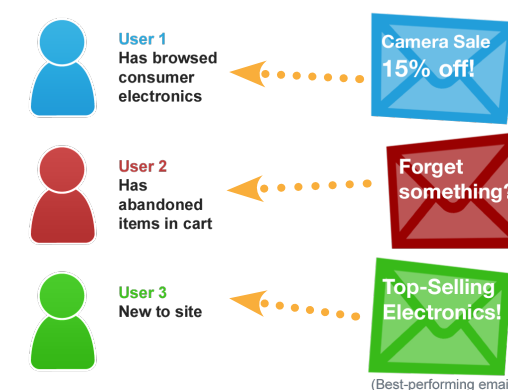 User 1
Has browsed
consumer
electronics
Camera Sale
15% off!
User 2
Has
abandoned
items in cart
Forget
something?
User 3
New to site
Top-Selling
Electronics!
(Best-performing emai